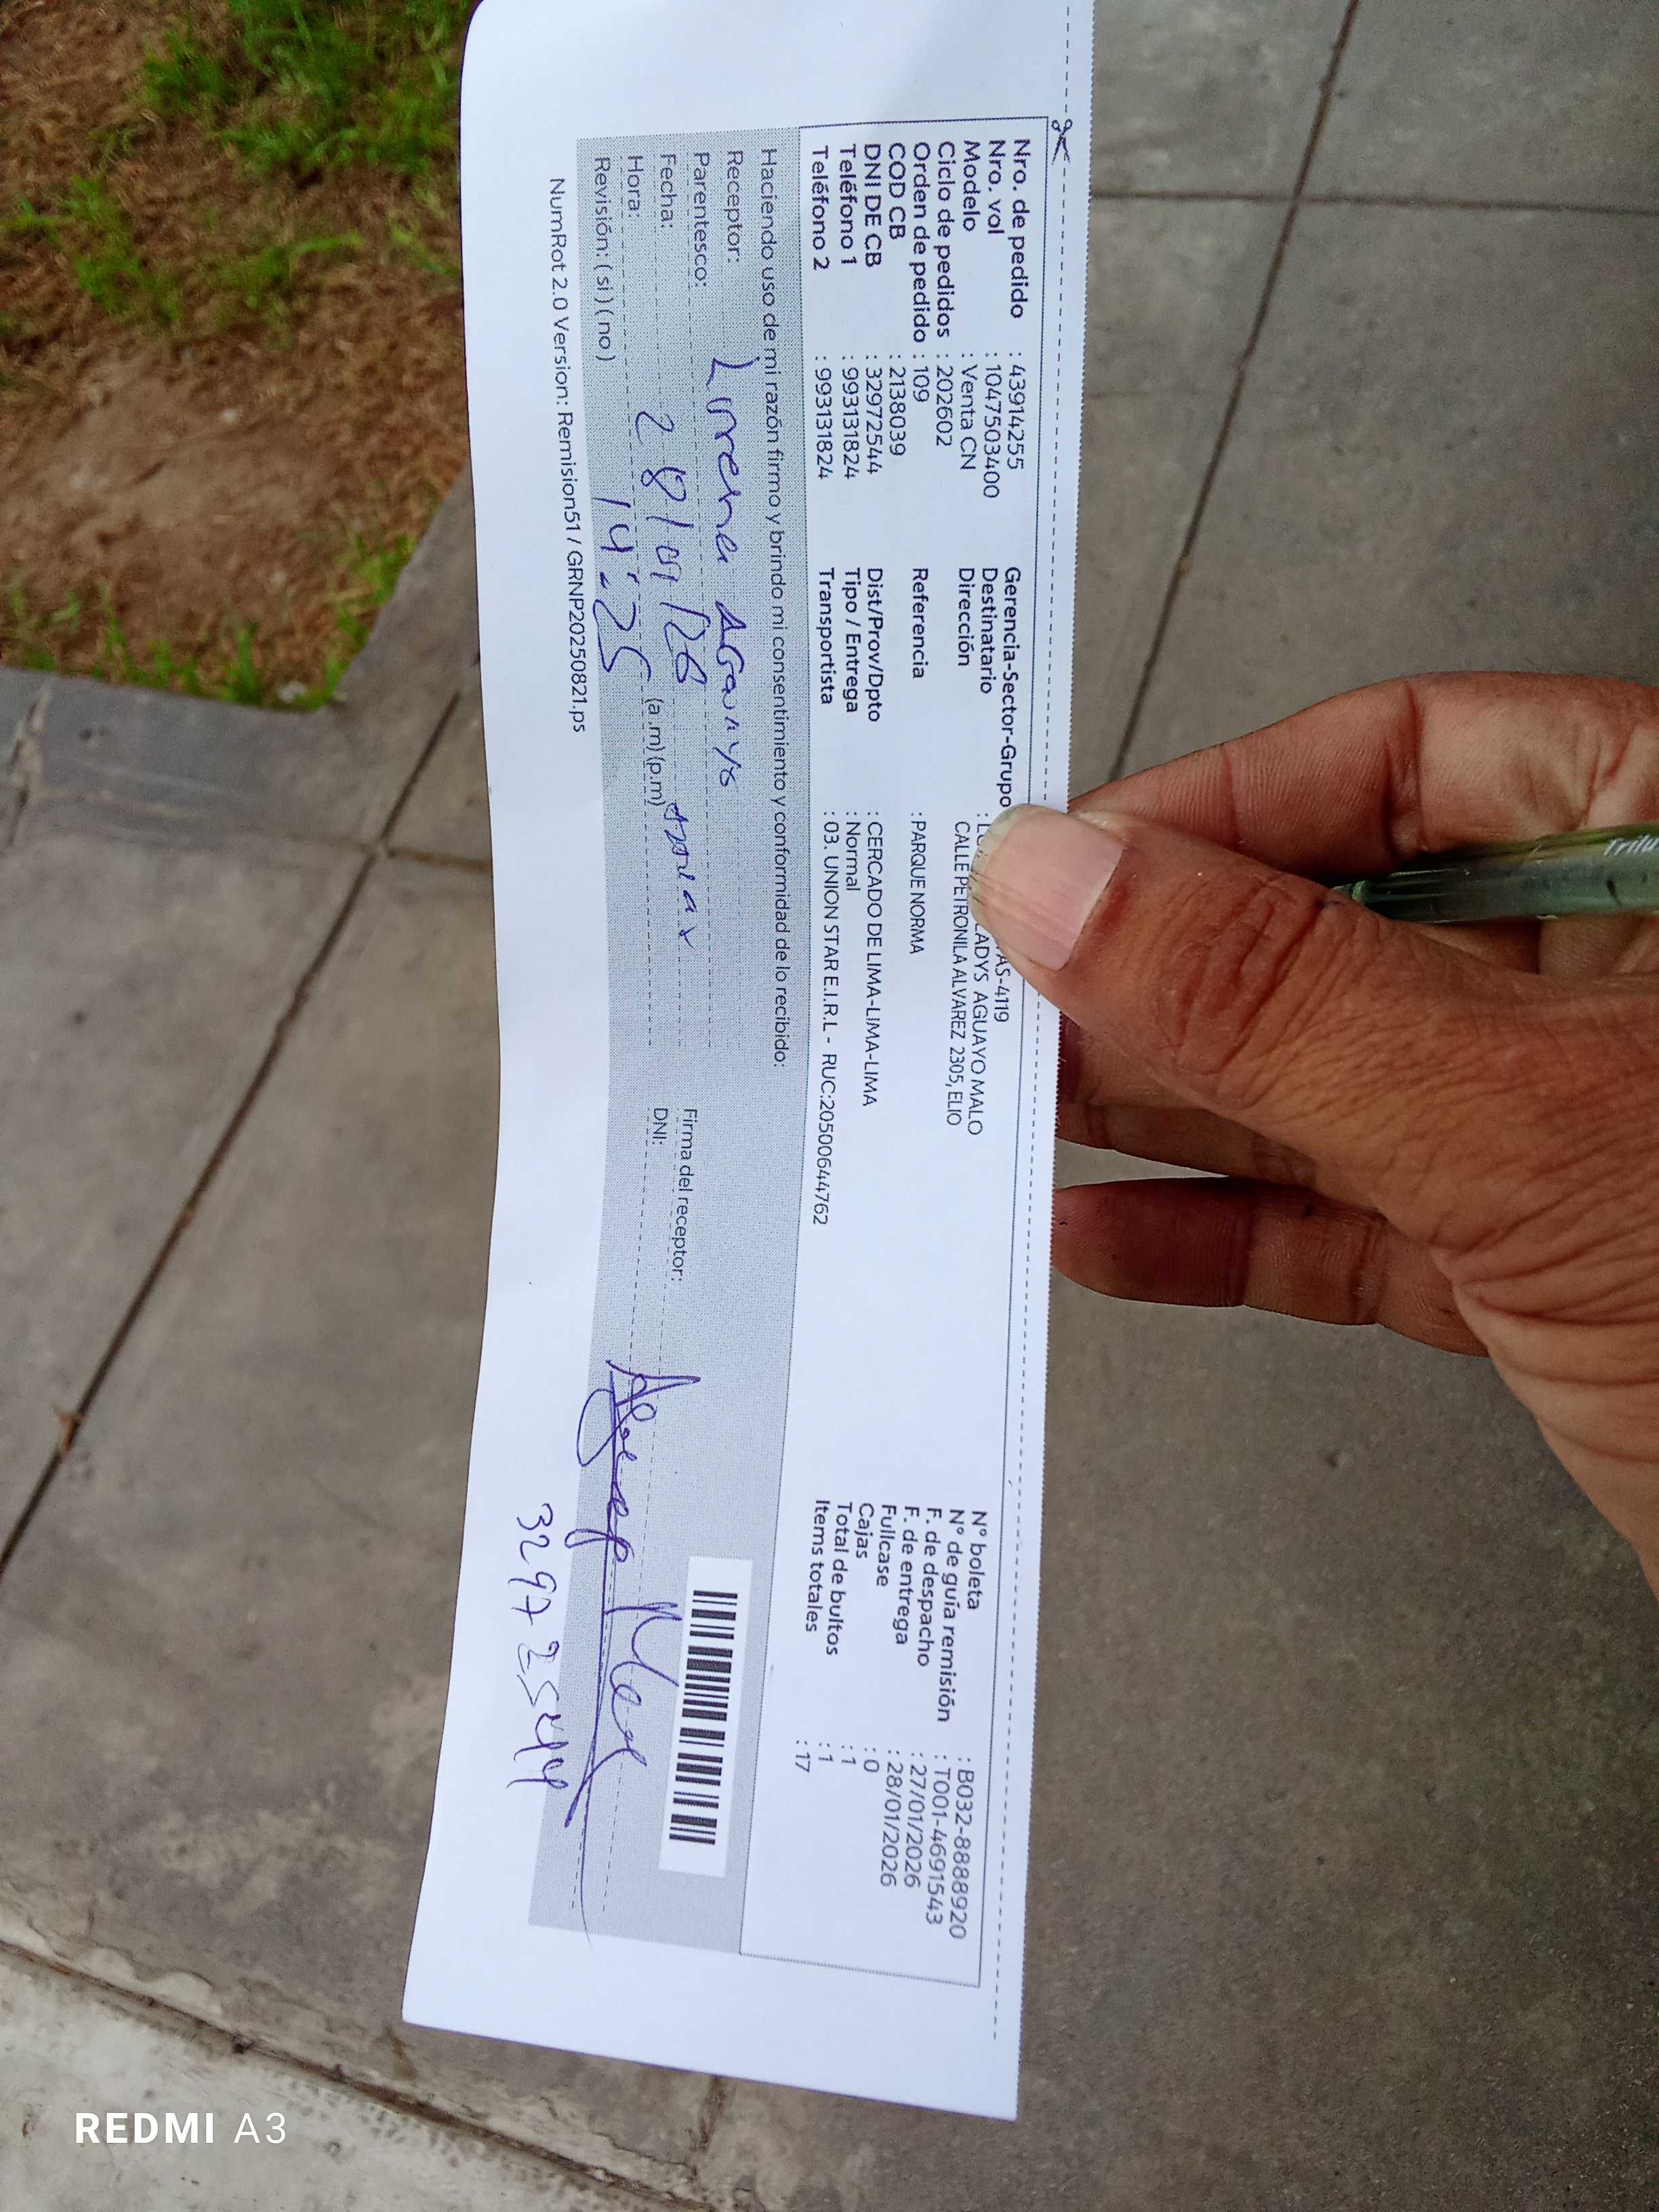 Nro. de pedido : 43914255
Nro. vol : 1047503400
Modelo : Venta CN
Ciclo de pedidos : 202602
Orden de pedido : 109
COD CB : 2138039
DNI DE CB : 32972544
Teléfono 1 : 993131824
Teléfono 2 : 993131824
Gerencia-Sector-Grupo AS-4119
Destinatario : LADYS AGUAYO MALO
Dirección CALLE PETRONILA ALVAREZ 2305, ELIO
Referencia : PARQUE NORMA
Dist/Prov/Dpto : CERCADO DE LIMA-LIMA-LIMA
Tipo / Entrega : Normal
Transportista : 03. UNION STAR E.I.R.L - RUC:20500644762
N° boleta : B032-8888920
N° de guía remisión : T001-4691543
F. de despacho : 27/01/2026
F. de entrega : 28/01/2026
Fullcase : 0
Cajas : 1
Total de bultos : 1
Items totales : 17
Haciendo uso de mi razón firmo y brindo mi consentimiento y conformidad de lo recibido:
Receptor:
Parentesco:
Fecha: 28/01/26
Hora: 14:25 (a.m) (p.m)
Revisión: ( si ) ( no )
Firma del receptor:
DNI:
32972544
NumRot 2.0 Version: Remision51 / GRNP20250821.ps
REDMI A3